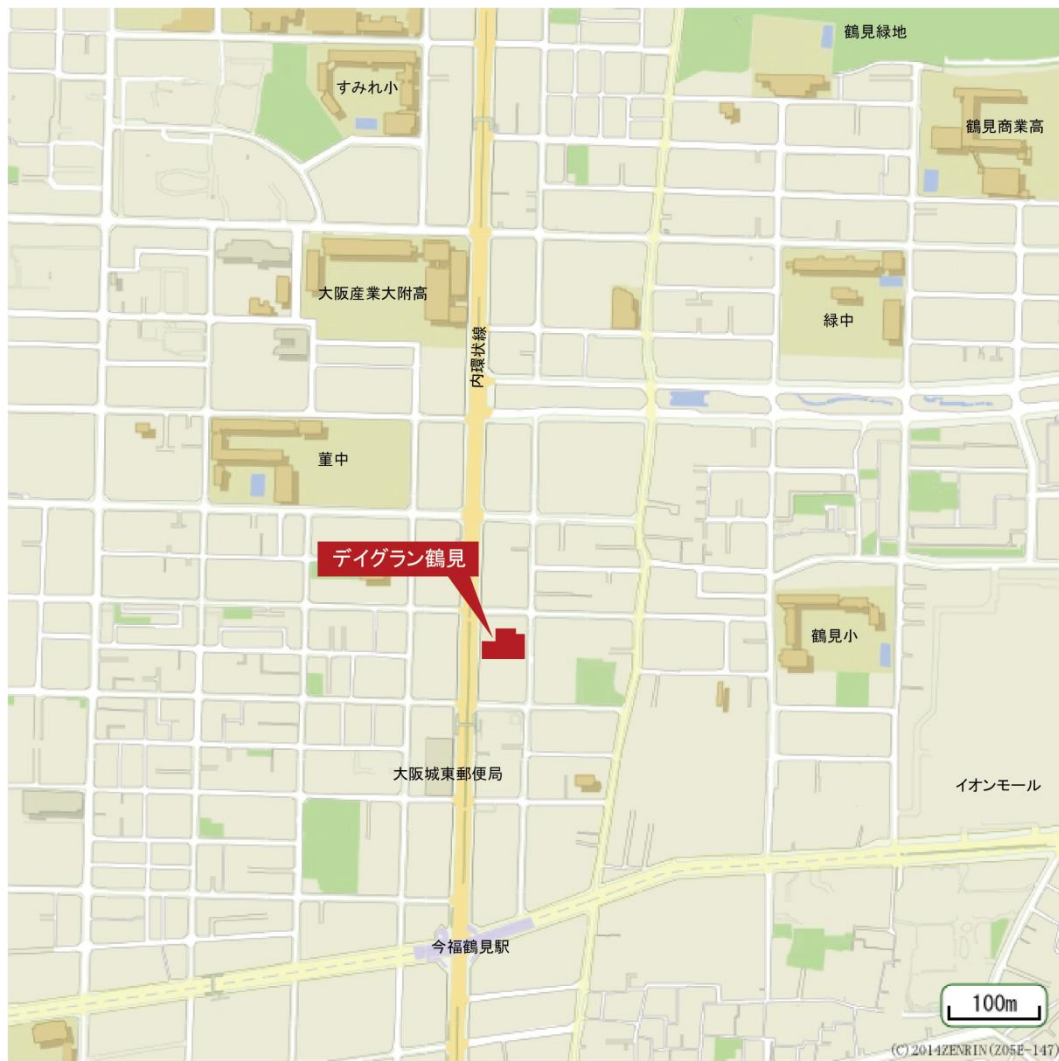 鶴見緑地
すみれ小
鶴見商業高
大阪産業大附高
緑中
内環状線
菫中
デイグラン鶴見
鶴見小
大阪城東郵便局
イオンモール
今福鶴見駅
100m
(C)2014ZENRIN(Z05E-147)